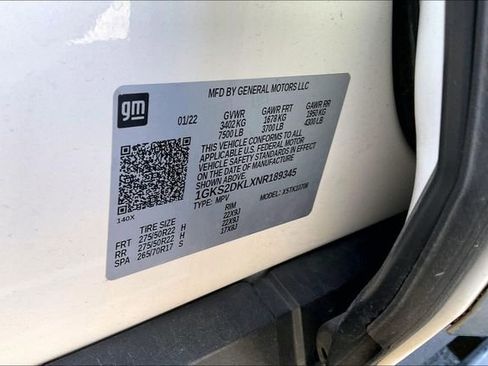 gm
MFD BY GENERAL MOTORS LLC
01/22 GVWR GAWR FRT GAWR RR
3402 KG 1678 KG 1950 KG
7500 LB 3700 LB 4300 LB
THIS VEHICLE CONFORMS TO ALL
APPLICABLE U.S. FEDERAL MOTOR
VEHICLE SAFETY STANDARDS IN
EFFECT ON THE DATE OF MANUFACTURE
SHOWN ABOVE.
1GKS2DKLXNR189345
TYPE: MPV MODEL:
140X
TIRE SIZE RIM
FRT 275/50R22 H 22X9J
RR 275/50R22 H 22X9J
SPA 265/70R17 S 17X8J